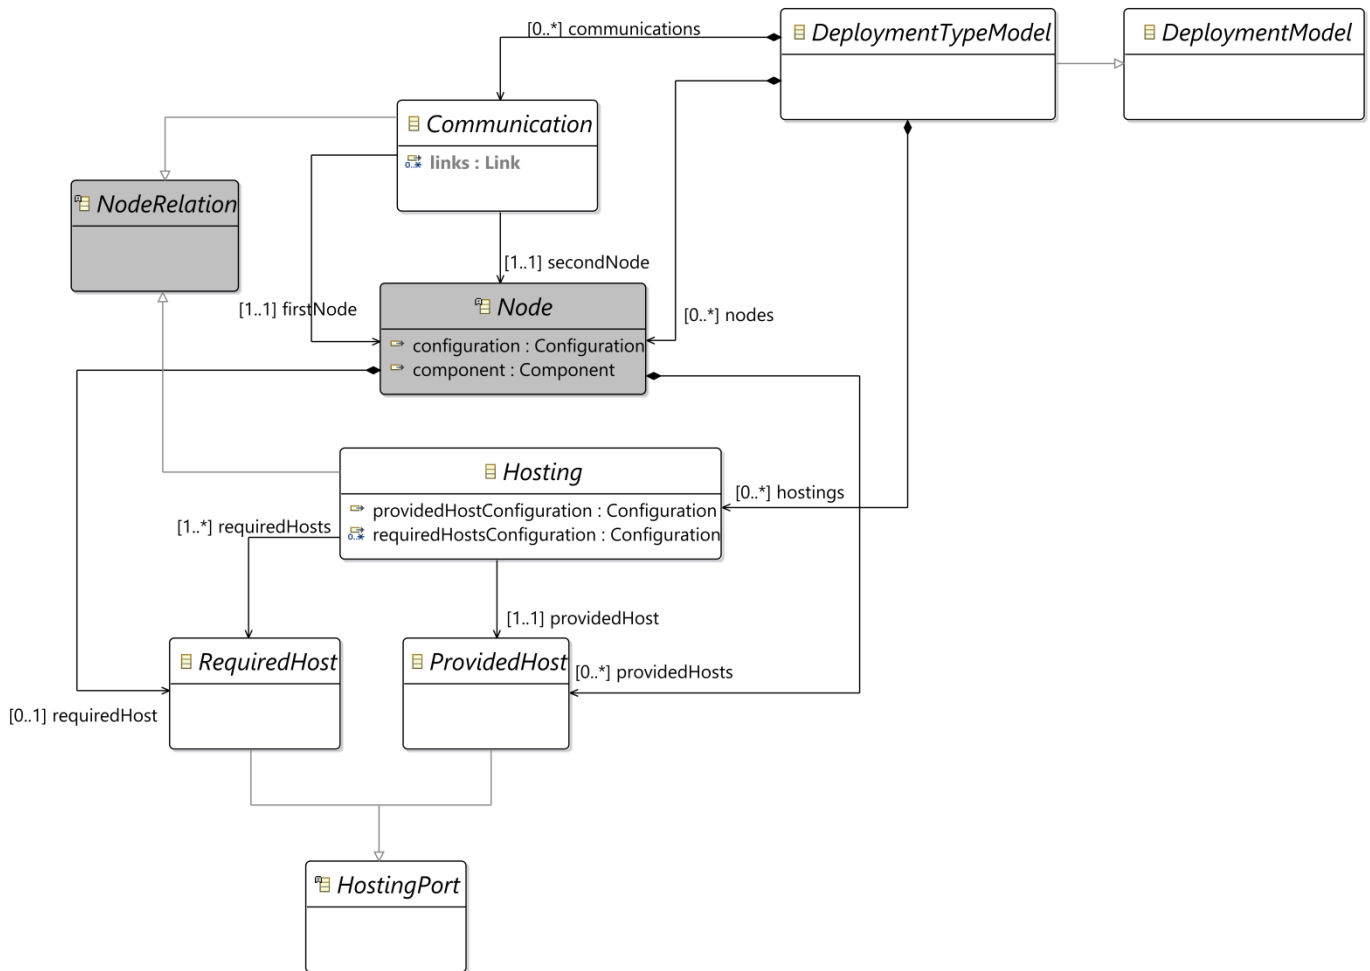 [0..*] communications
DeploymentTypeModel
DeploymentModel
Communication
0..* links : Link
NodeRelation
[1..1] secondNode
[1..1] firstNode
Node
[0..*] nodes
configuration : Configuration
component : Component
Hosting
[0..*] hostings
providedHostConfiguration : Configuration
[1..*] requiredHosts
0..* requiredHostsConfiguration : Configuration
[1..1] providedHost
RequiredHost
ProvidedHost
[0..*] providedHosts
[0..1] requiredHost
HostingPort